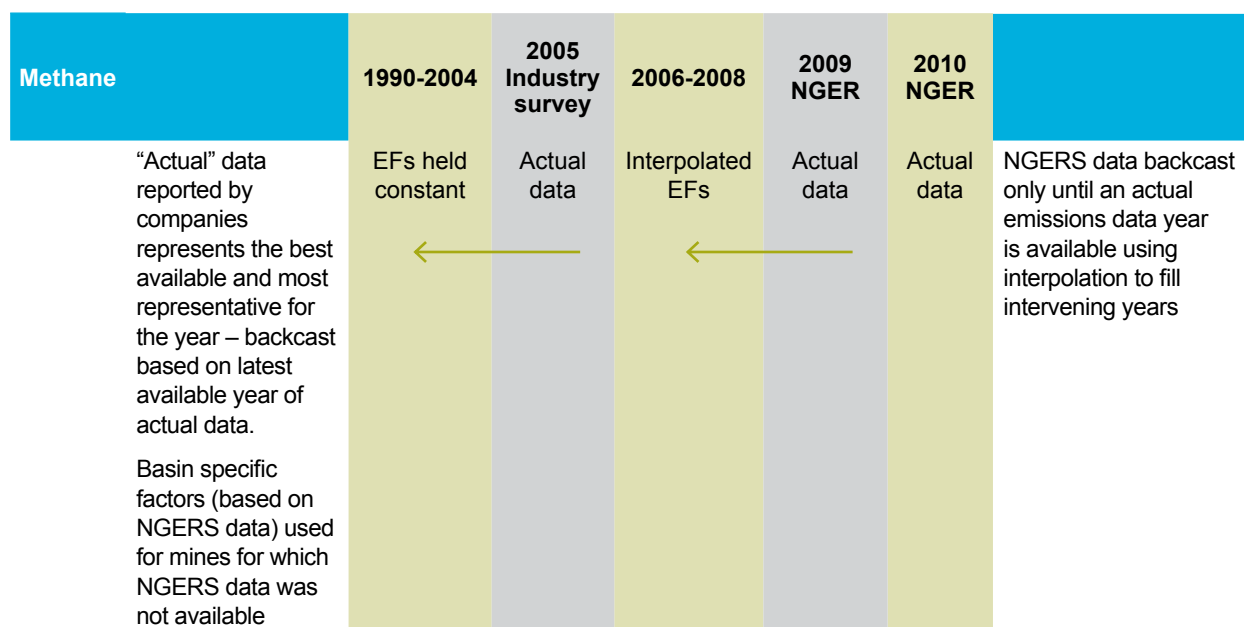 Methane
1990-2004
2005
Industry
survey
2006-2008
2009
NGER
2010
NGER
“Actual” data
reported by
companies
represents the best
available and most
representative for
the year – backcast
based on latest
available year of
actual data.
Basin specific
factors (based on
NGERS data) used
for mines for which
NGERS data was
not available
EFs held
constant
Actual
data
Interpolated
EFs
Actual
data
Actual
data
NGERS data backcast
only until an actual
emissions data year
is available using
interpolation to fill
intervening years